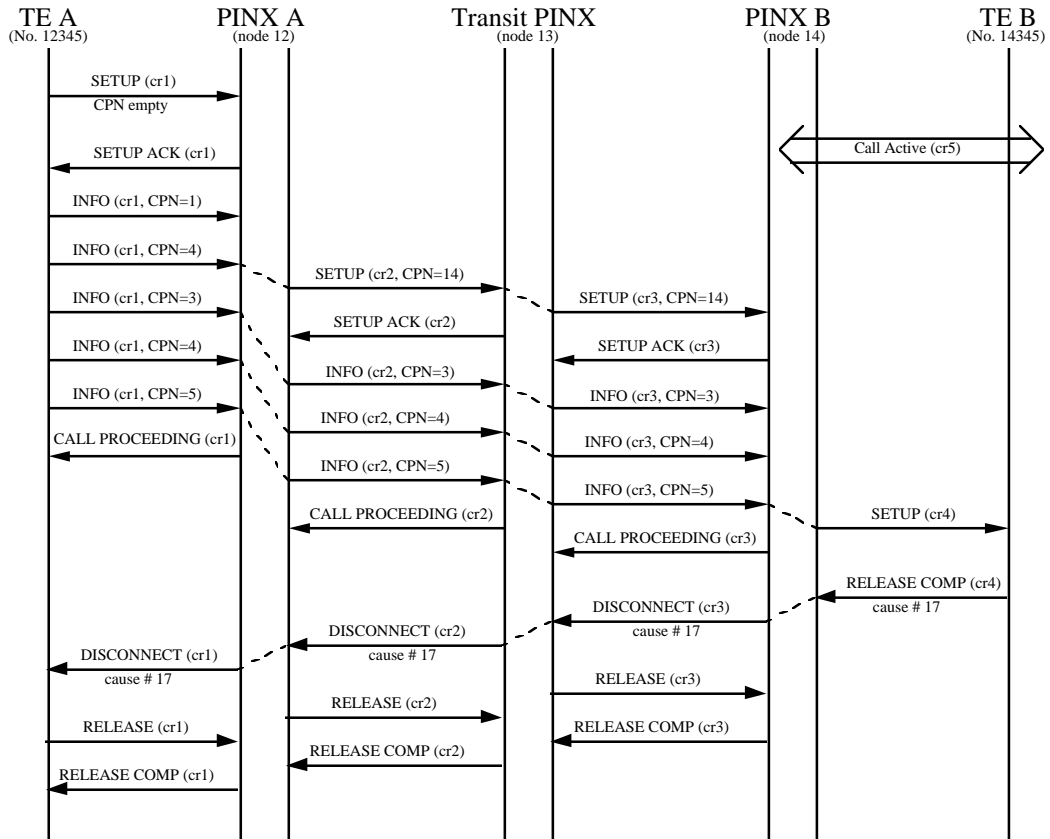 TE A PINX A Transit PINX PINX B TE B
(No. 12345) (node 12) (node 13) (node 14) (No. 14345)
SETUP (cr1)
CPN empty
Call Active (cr5)
SETUP ACK (cr1)
INFO (cr1, CPN=1)
INFO (cr1, CPN=4)
SETUP (cr2, CPN=14)
INFO (cr1, CPN=3)
SETUP (cr3, CPN=14)
SETUP ACK (cr2)
INFO (cr1, CPN=4)
SETUP ACK (cr3)
INFO (cr2, CPN=3)
INFO (cr1, CPN=5)
INFO (cr3, CPN=3)
INFO (cr2, CPN=4)
CALL PROCEEDING (cr1)
INFO (cr3, CPN=4)
INFO (cr2, CPN=5)
INFO (cr3, CPN=5)
CALL PROCEEDING (cr2)
SETUP (cr4)
CALL PROCEEDING (cr3)
RELEASE COMP (cr4)
cause # 17
DISCONNECT (cr3)
cause # 17
DISCONNECT (cr2)
cause # 17
DISCONNECT (cr1)
cause # 17
RELEASE (cr3)
RELEASE (cr2)
RELEASE (cr1)
RELEASE COMP (cr3)
RELEASE COMP (cr2)
RELEASE COMP (cr1)